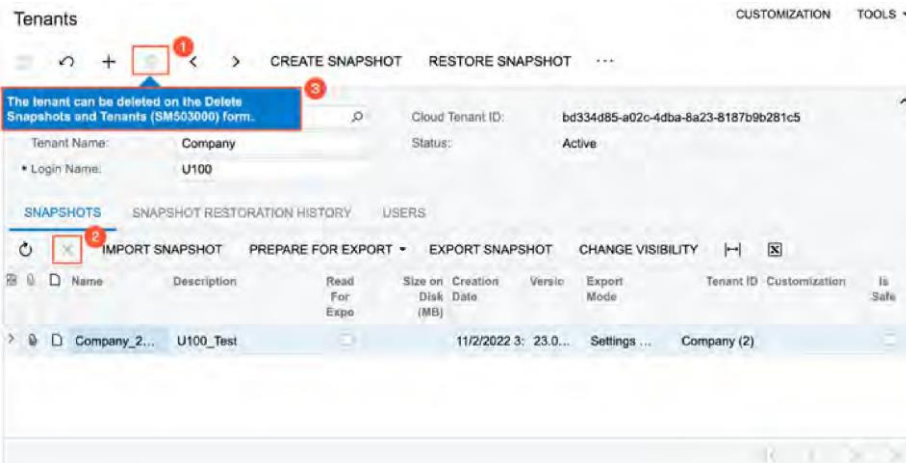 Tenants
CUSTOMIZATION TOOLS
1
CREATE SNAPSHOT RESTORE SNAPSHOT ...
3
The tenant can be deleted on the Delete
Snapshots and Tenants (SM503000) form.
Cloud Tenant ID: bd334d85-a02c-4dba-8a23-8187b9b281c5
Tenant Name: Company Status: Active
• Login Name: U100
SNAPSHOTS SNAPSHOT RESTORATION HISTORY USERS
2
IMPORT SNAPSHOT PREPARE FOR EXPORT EXPORT SNAPSHOT CHANGE VISIBILITY
Name Description Read Size on Creation Versio Export Tenant ID Customization Is
For Disk Date Mode Safe
Expo (MB)
Company_2... U100_Test 11/2/2022 3: 23.0... Settings ... Company (2)